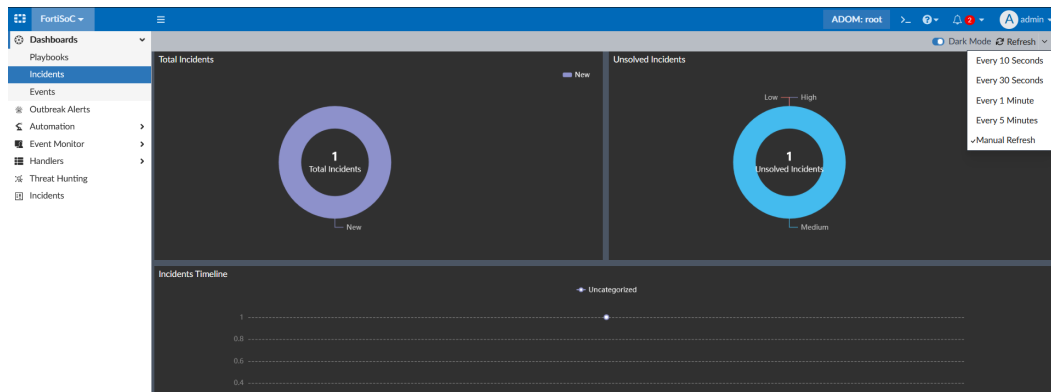 FortiSoC
ADOM: root
>_
2
A admin
Dashboards
Dark Mode Refresh
Playbooks
Incidents
Events
Outbreak Alerts
Automation
Event Monitor
Handlers
Threat Hunting
Incidents
Every 10 Seconds
Every 30 Seconds
Every 1 Minute
Every 5 Minutes
Manual Refresh
Total Incidents
New
1
Total Incidents
New
Unsolved Incidents
Low High
1
Unsolved Incidents
Medium
Incidents Timeline
Uncategorized
1
0.8
0.6
0.4